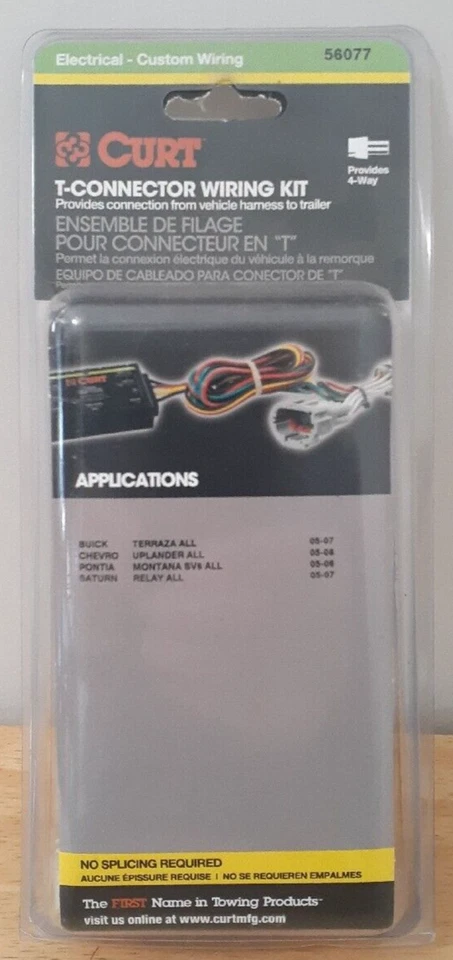 Electrical - Custom Wiring 56077
CURT
Provides
4-Way
T-CONNECTOR WIRING KIT
Provides connection from vehicle harness to trailer
ENSEMBLE DE FILAGE
POUR CONNECTEUR EN "T"
Permet la connexion électrique du véhicule à la remorque
EQUIPO DE CABLEADO PARA CONECTOR DE "T"
CURT
APPLICATIONS
BUICK TERRAZA ALL 05-07
CHEVRO UPLANDER ALL 05-08
PONTIA MONTANA SV6 ALL
SATURN RELAY ALL 05-07
NO SPLICING REQUIRED
AUCUNE ÉPISSURE REQUISE | NO SE REQUIEREN EMPALMES
The FIRST Name in Towing Products™
visit us online at www.curtmfg.com